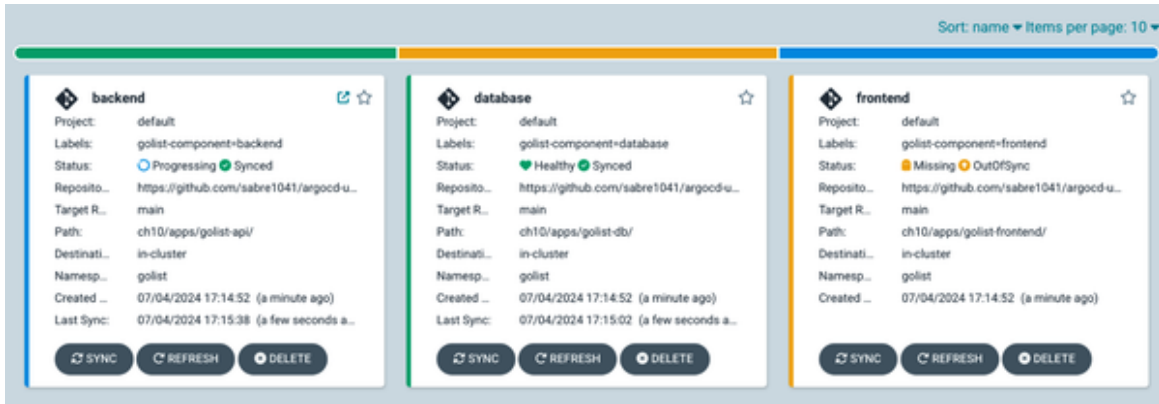 Sort: name Items per page: 10
backend
Project: default
Labels: golist-component=backend
Status: Progressing Synced
Reposito... https://github.com/sabre1041/argocd-u...
Target R... main
Path: ch10/apps/golist-api/
Destinati... in-cluster
Namesp... golist
Created ... 07/04/2024 17:14:52 (a minute ago)
Last Sync: 07/04/2024 17:15:38 (a few seconds a...
SYNC REFRESH DELETE
database
Project: default
Labels: golist-component=database
Status: Healthy Synced
Reposito... https://github.com/sabre1041/argocd-u...
Target R... main
Path: ch10/apps/golist-db/
Destinati... in-cluster
Namesp... golist
Created ... 07/04/2024 17:14:52 (a minute ago)
Last Sync: 07/04/2024 17:15:02 (a few seconds a...
SYNC REFRESH DELETE
frontend
Project: default
Labels: golist-component=frontend
Status: Missing OutOfSync
Reposito... https://github.com/sabre1041/argocd-u...
Target R... main
Path: ch10/apps/golist-frontend/
Destinati... in-cluster
Namesp... golist
Created ... 07/04/2024 17:14:52 (a minute ago)
SYNC REFRESH DELETE